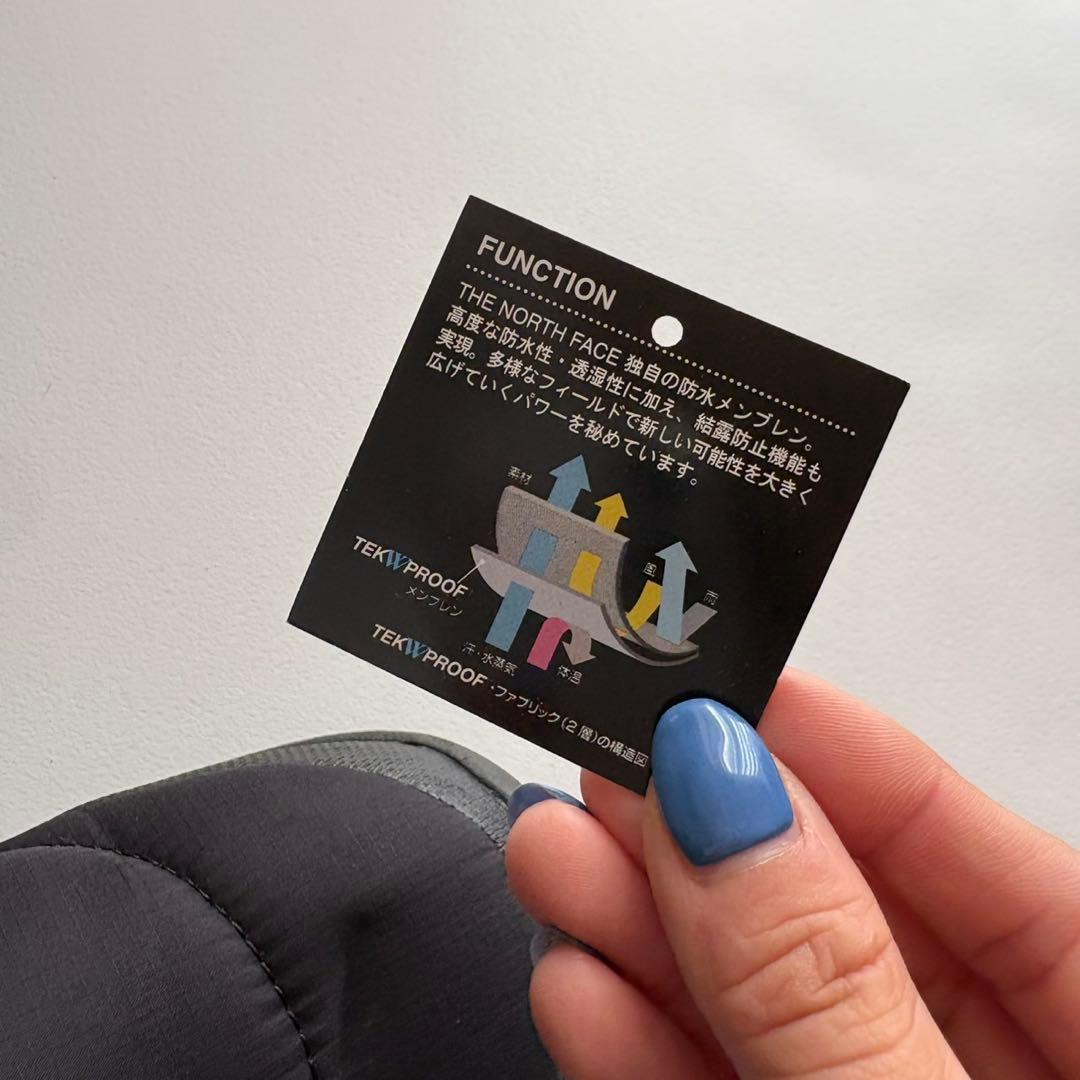 FUNCTION
THE NORTH FACE 独自の防水メンブレン。
高度な防水性・透湿性に加え、結露防止機能も
実現。多様なフィールドで新しい可能性を大きく
広げていくパワーを秘めています。
素材
風
雨
TEKWPROOF
メンブレン
汗・水蒸気
体温
TEKWPROOF・ファブリック(2層)の構造図